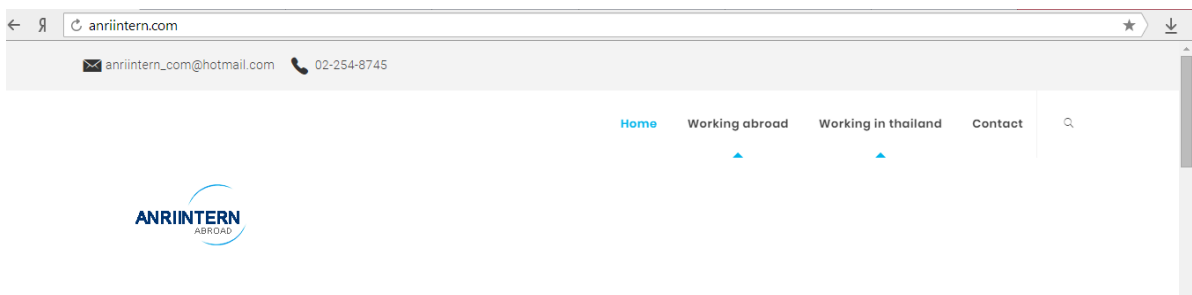 Я anriintern.com
anriintern_com@hotmail.com 02-254-8745
Home Working abroad Working in thailand Contact
ANRIINTERN
ABROAD